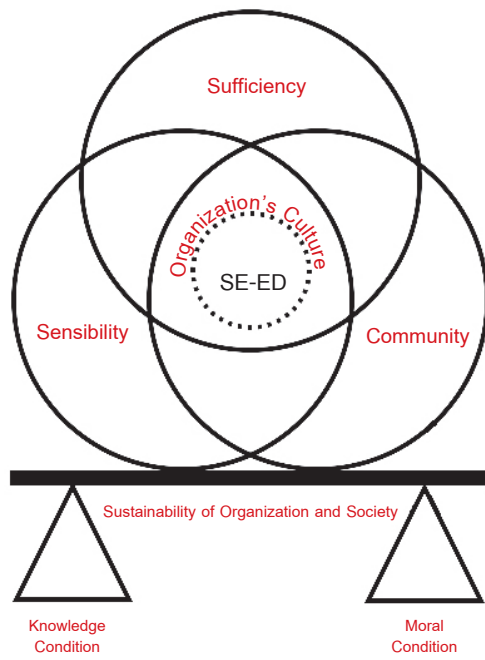 Sufficiency
Organization's Culture
SE-ED
Sensibility
Community
Sustainability of Organization and Society
Knowledge
Condition
Moral
Condition